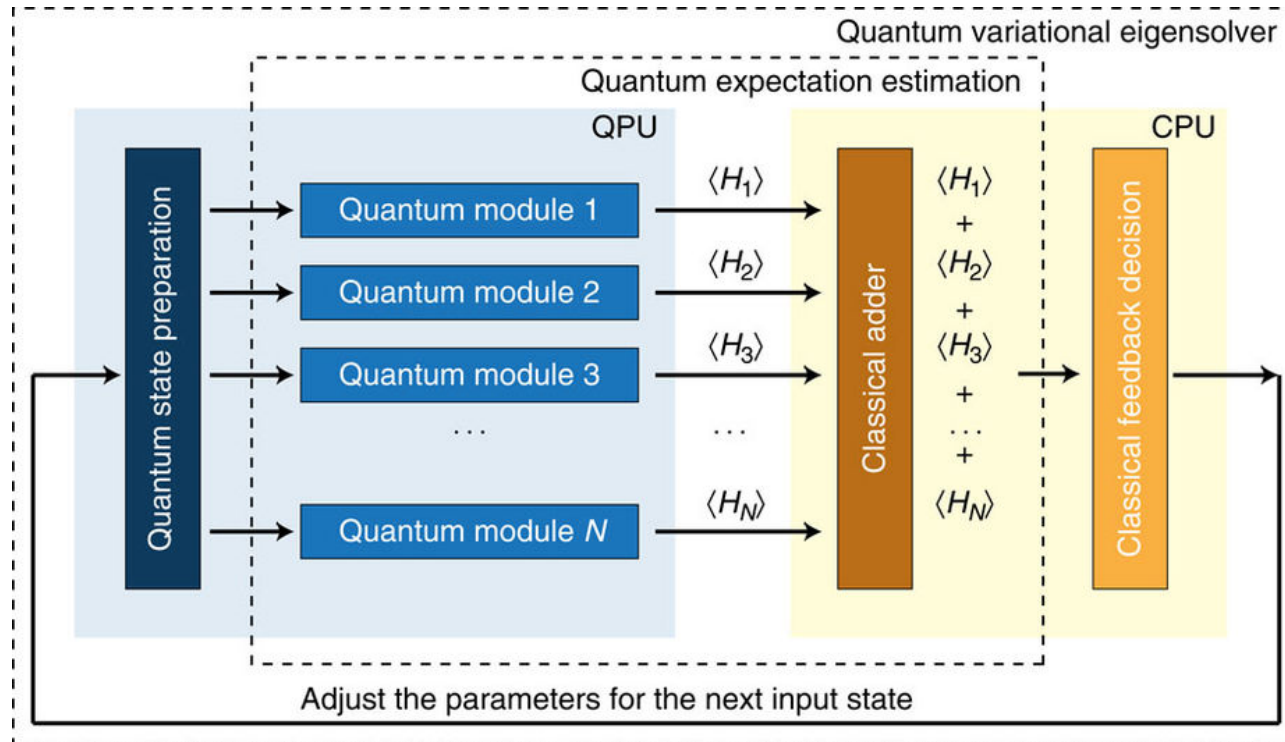 Quantum variational eigensolver
Quantum expectation estimation
QPU
CPU
Quantum state preparation
Quantum module 1
Quantum module 2
Quantum module 3
...
Quantum module N
⟨H₁⟩
⟨H₂⟩
⟨H₃⟩
...
⟨H_N⟩
Classical adder
⟨H₁⟩
+
⟨H₂⟩
+
⟨H₃⟩
+
...
+
⟨H_N⟩
Classical feedback decision
Adjust the parameters for the next input state